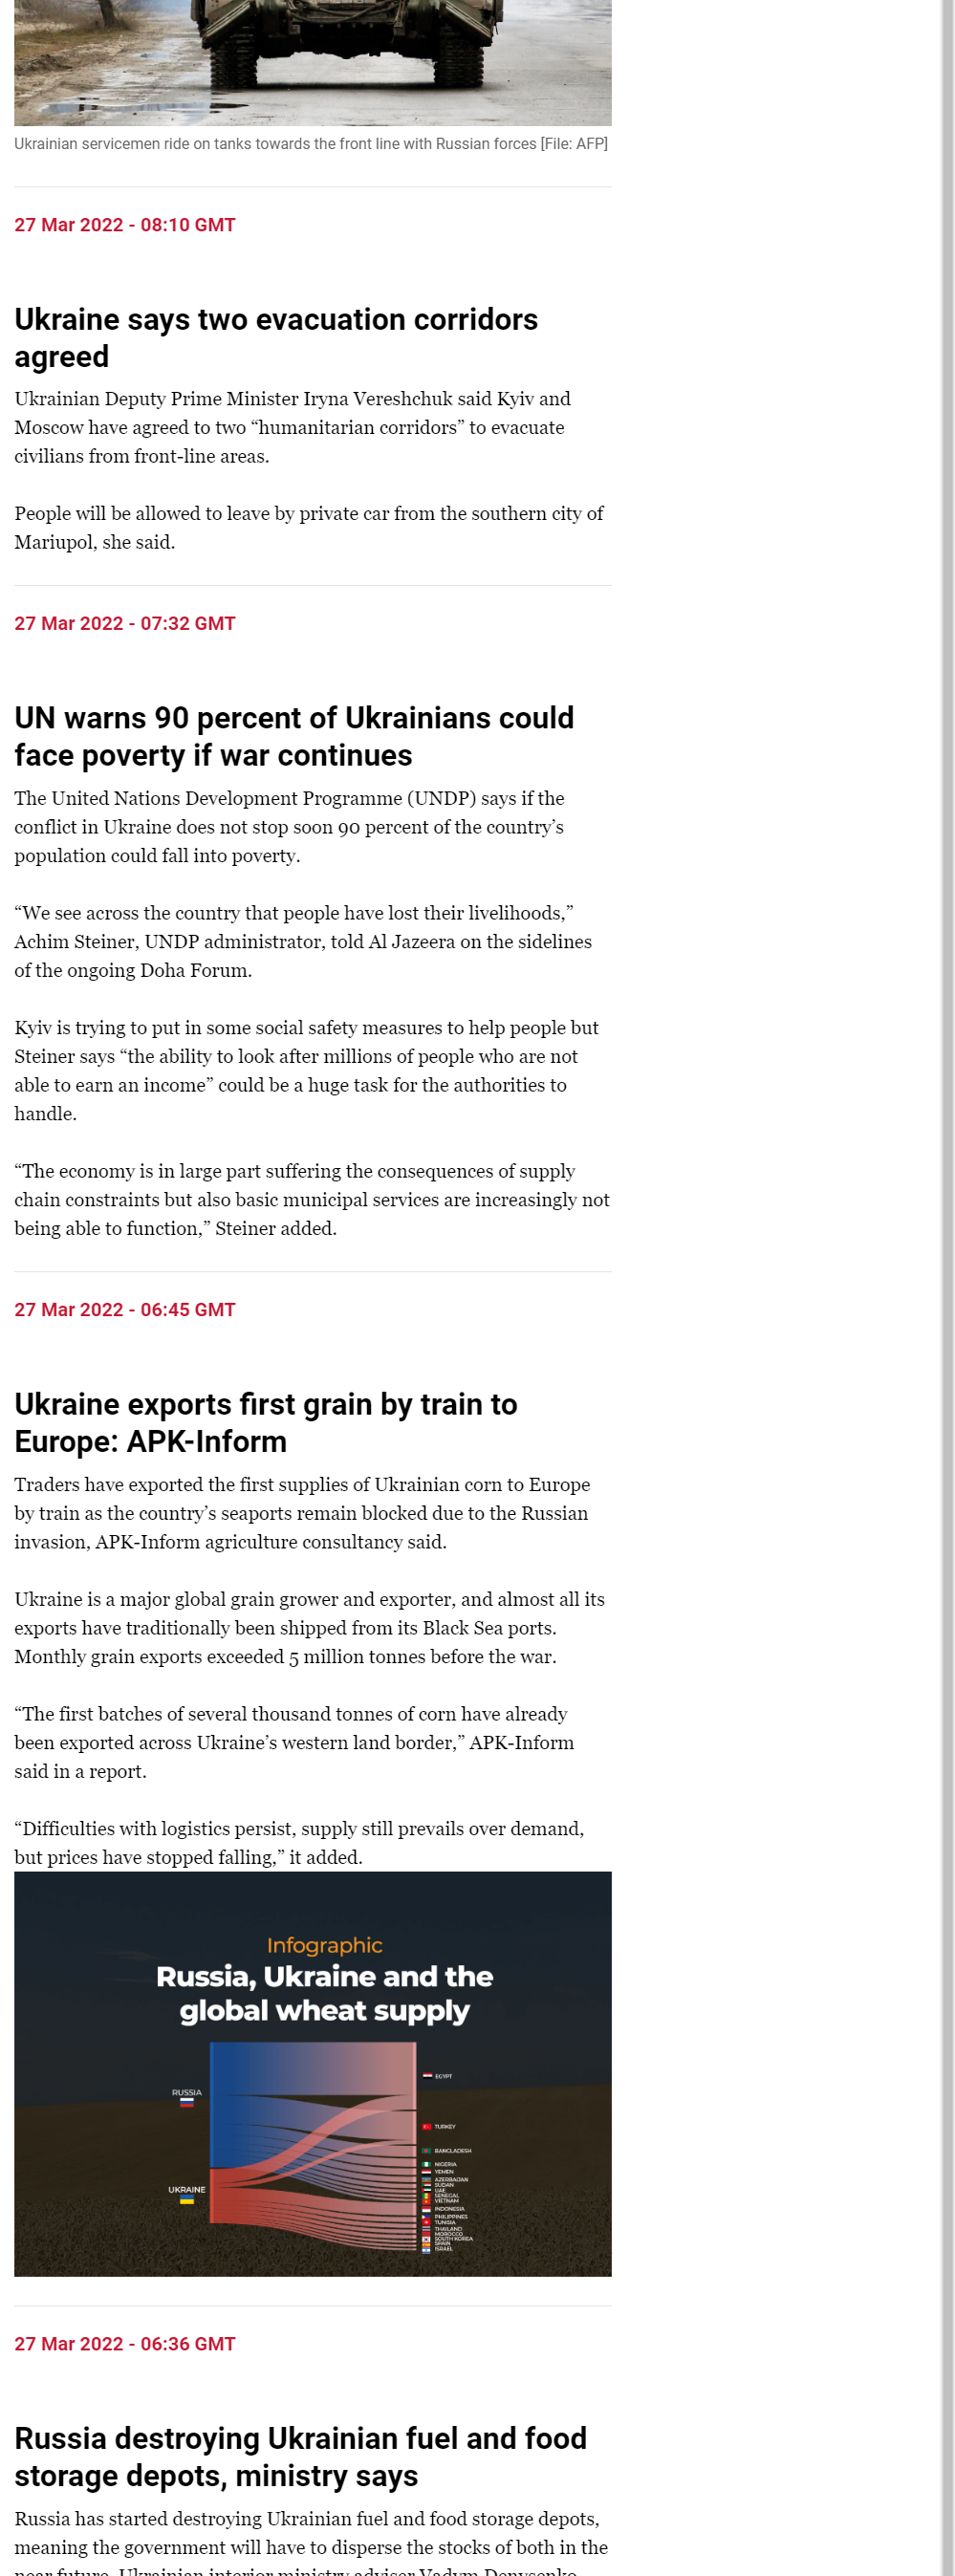 Ukrainian servicemen ride on tanks towards the front line with Russian forces [File: AFP]
27 Mar 2022 - 08:10 GMT
Ukraine says two evacuation corridors
agreed
Ukrainian Deputy Prime Minister Iryna Vereshchuk said Kyiv and
Moscow have agreed to two “humanitarian corridors” to evacuate
civilians from front-line areas.
People will be allowed to leave by private car from the southern city of
Mariupol, she said.
27 Mar 2022 - 07:32 GMT
UN warns 90 percent of Ukrainians could
face poverty if war continues
The United Nations Development Programme (UNDP) says if the
conflict in Ukraine does not stop soon 90 percent of the country’s
population could fall into poverty.
“We see across the country that people have lost their livelihoods,”
Achim Steiner, UNDP administrator, told Al Jazeera on the sidelines
of the ongoing Doha Forum.
Kyiv is trying to put in some social safety measures to help people but
Steiner says “the ability to look after millions of people who are not
able to earn an income” could be a huge task for the authorities to
handle.
“The economy is in large part suffering the consequences of supply
chain constraints but also basic municipal services are increasingly not
being able to function,” Steiner added.
27 Mar 2022 - 06:45 GMT
Ukraine exports first grain by train to
Europe: APK-Inform
Traders have exported the first supplies of Ukrainian corn to Europe
by train as the country’s seaports remain blocked due to the Russian
invasion, APK-Inform agriculture consultancy said.
Ukraine is a major global grain grower and exporter, and almost all its
exports have traditionally been shipped from its Black Sea ports.
Monthly grain exports exceeded 5 million tonnes before the war.
“The first batches of several thousand tonnes of corn have already
been exported across Ukraine’s western land border,” APK-Inform
said in a report.
“Difficulties with logistics persist, supply still prevails over demand,
but prices have stopped falling,” it added.
Infographic
Russia, Ukraine and the
global wheat supply
RUSSIA
UKRAINE
EGYPT
TURKEY
BANGLADESH
NIGERIA
YEMEN
AZERBAIJAN
SUDAN
UAE
SENEGAL
VIETNAM
INDONESIA
PHILIPPINES
TUNISIA
THAILAND
MOROCCO
SOUTH KOREA
SPAIN
ISRAEL
27 Mar 2022 - 06:36 GMT
Russia destroying Ukrainian fuel and food
storage depots, ministry says
Russia has started destroying Ukrainian fuel and food storage depots,
meaning the government will have to disperse the stocks of both in the
near future, Ukrainian interior ministry adviser Vadym Denysenko